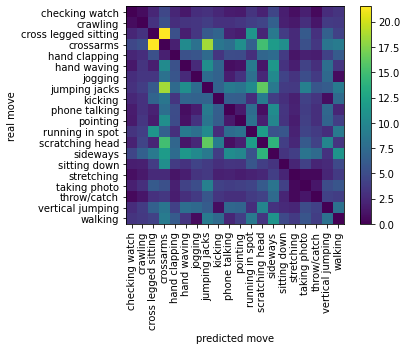 checking watch
crawling
cross legged sitting
crossarms
hand clapping
hand waving
jogging
jumping jacks
kicking
phone talking
pointing
running in spot
scratching head
sideways
sitting down
stretching
taking photo
throw/catch
vertical jumping
walking
real move
checking watch
crawling
cross legged sitting
crossarms
hand clapping
hand waving
jogging
jumping jacks
kicking
phone talking
pointing
running in spot
scratching head
sideways
sitting down
stretching
taking photo
throw/catch
vertical jumping
walking
predicted move
20.0
17.5
15.0
12.5
10.0
7.5
5.0
2.5
0.0